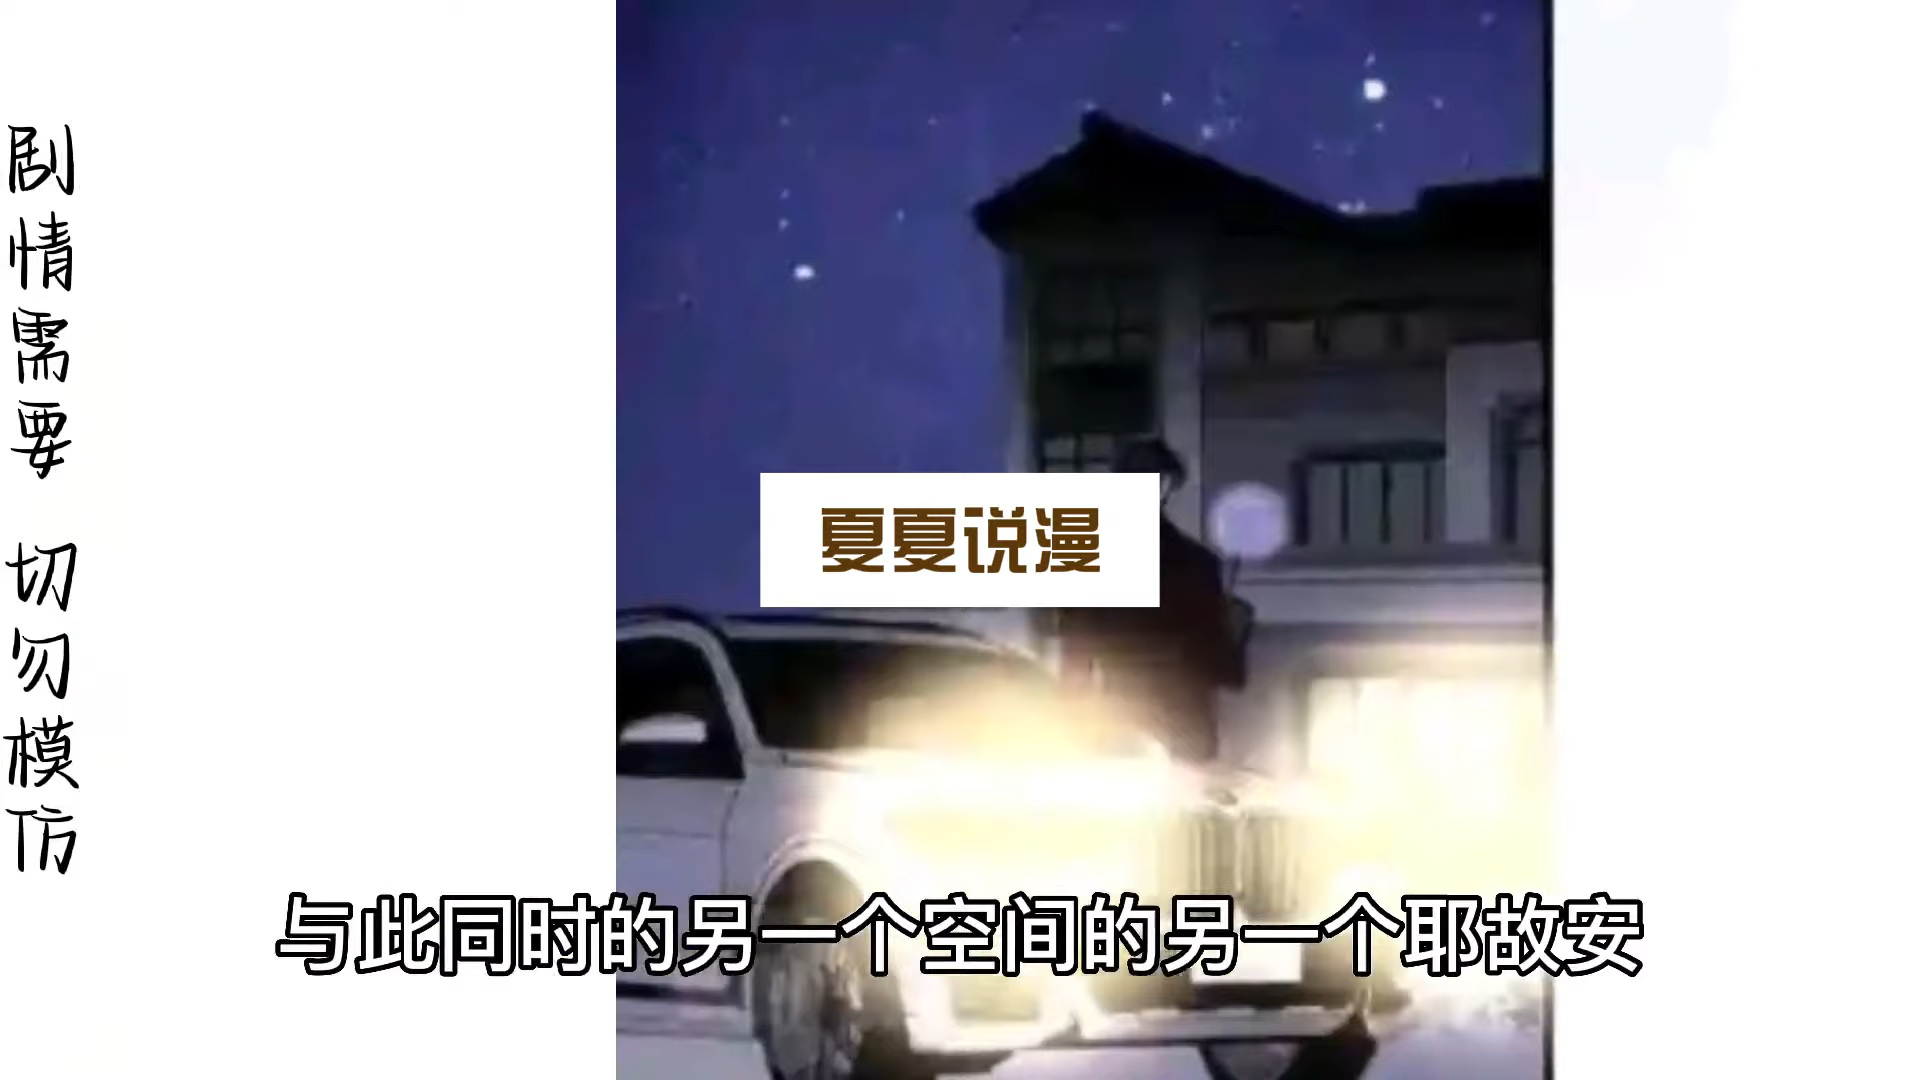 剧情需要 切勿模仿
夏夏说漫
与此同时的另一个空间的另一个耶故安